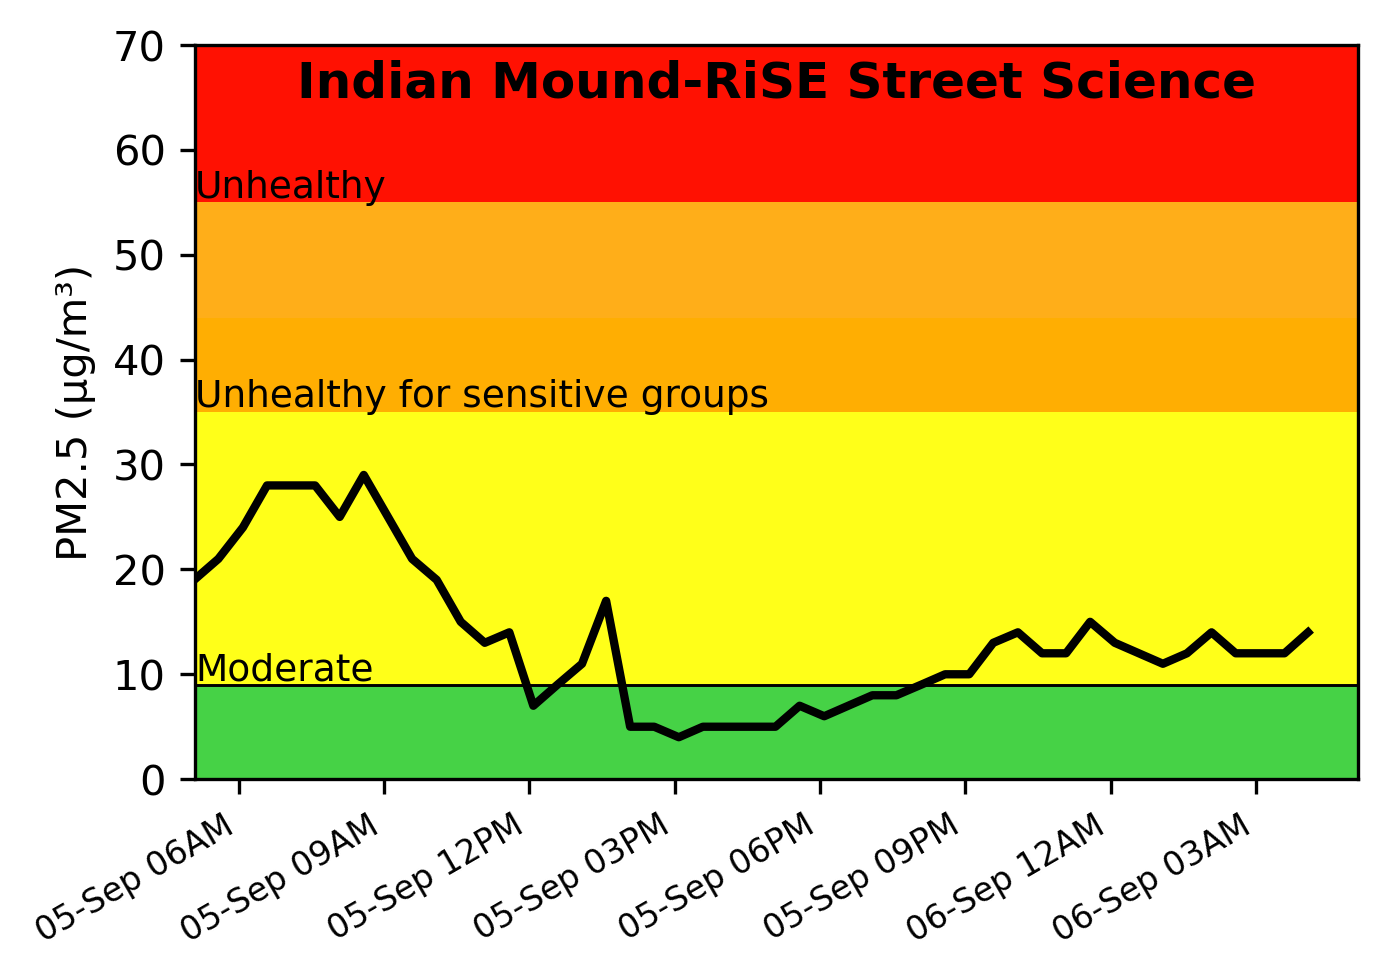 Indian Mound-RiSE Street Science
70
60
Unhealthy
50
40
Unhealthy for sensitive groups
30
20
Moderate
10
0
PM2.5 (µg/m³)
05-Sep 06AM
05-Sep 09AM
05-Sep 12PM
05-Sep 03PM
05-Sep 06PM
05-Sep 09PM
06-Sep 12AM
06-Sep 03AM